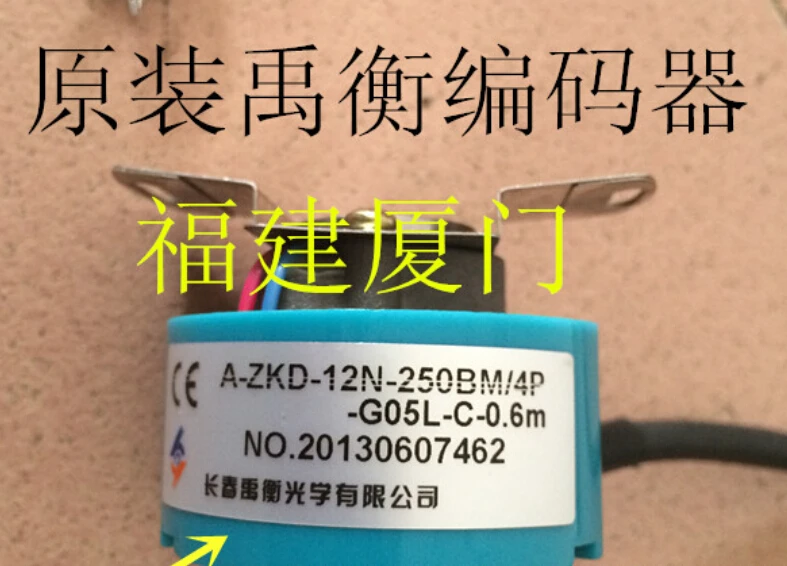 原装禹衡编码器
福建厦门
CE A-ZKD-12N-250BM/4P
-G05L-C-0.6m
NO.20130607462
长春禹衡光学有限公司